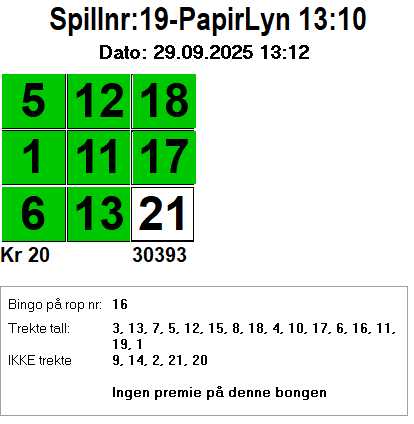 Spillnr:19-PapirLyn 13:10
Dato: 29.09.2025 13:12
5 12 18
1 11 17
6 13 21
Kr 20 30393
Bingo på rop nr: 16
Trekte tall: 3, 13, 7, 5, 12, 15, 8, 18, 4, 10, 17, 6, 16, 11,
19, 1
IKKE trekte 9, 14, 2, 21, 20
Ingen premie på denne bongen